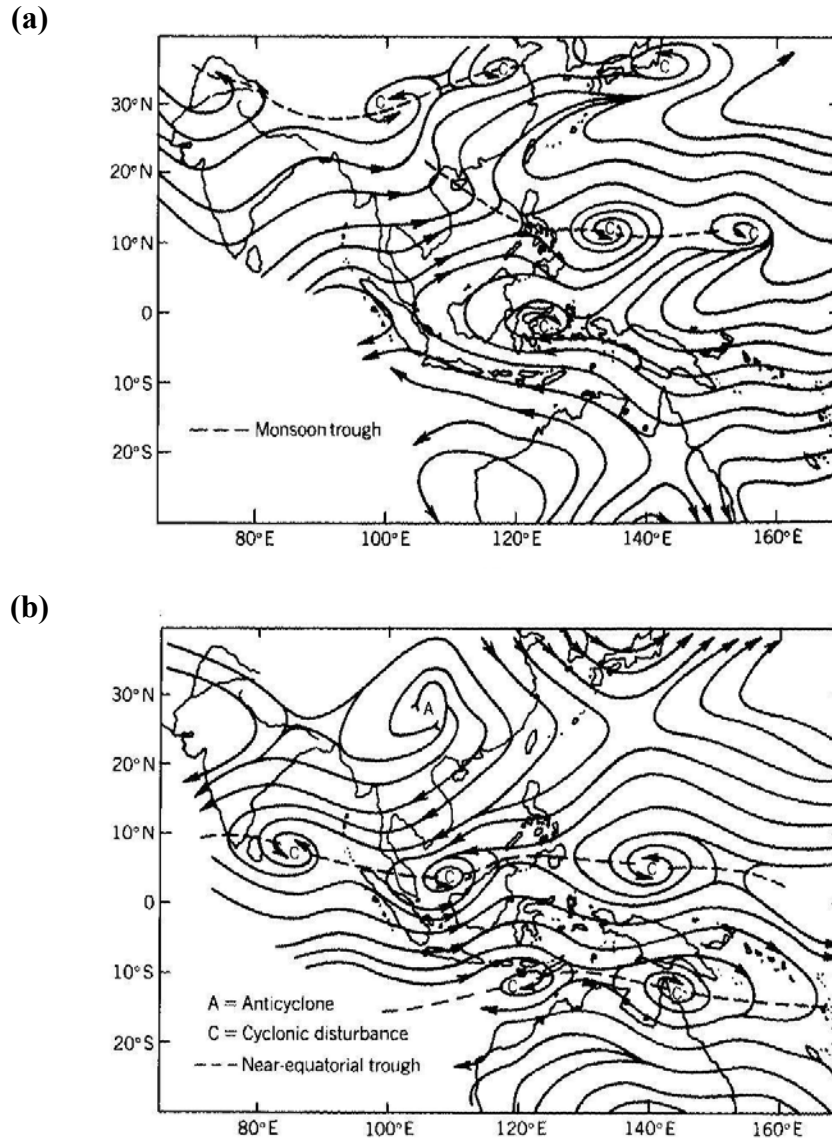 (a)
C
C
C
30°N
20°N
C
C
10°N
0
C
10°S
Monsoon trough
20°S
80°E 100°E 120°E 140°E 160°E
(b)
30°N
A
20°N
10°N
C
C
C
0
10°S
C
C
A = Anticyclone
C = Cyclonic disturbance
20°S
Near-equatorial trough
80°E 100°E 120°E 140°E 160°E